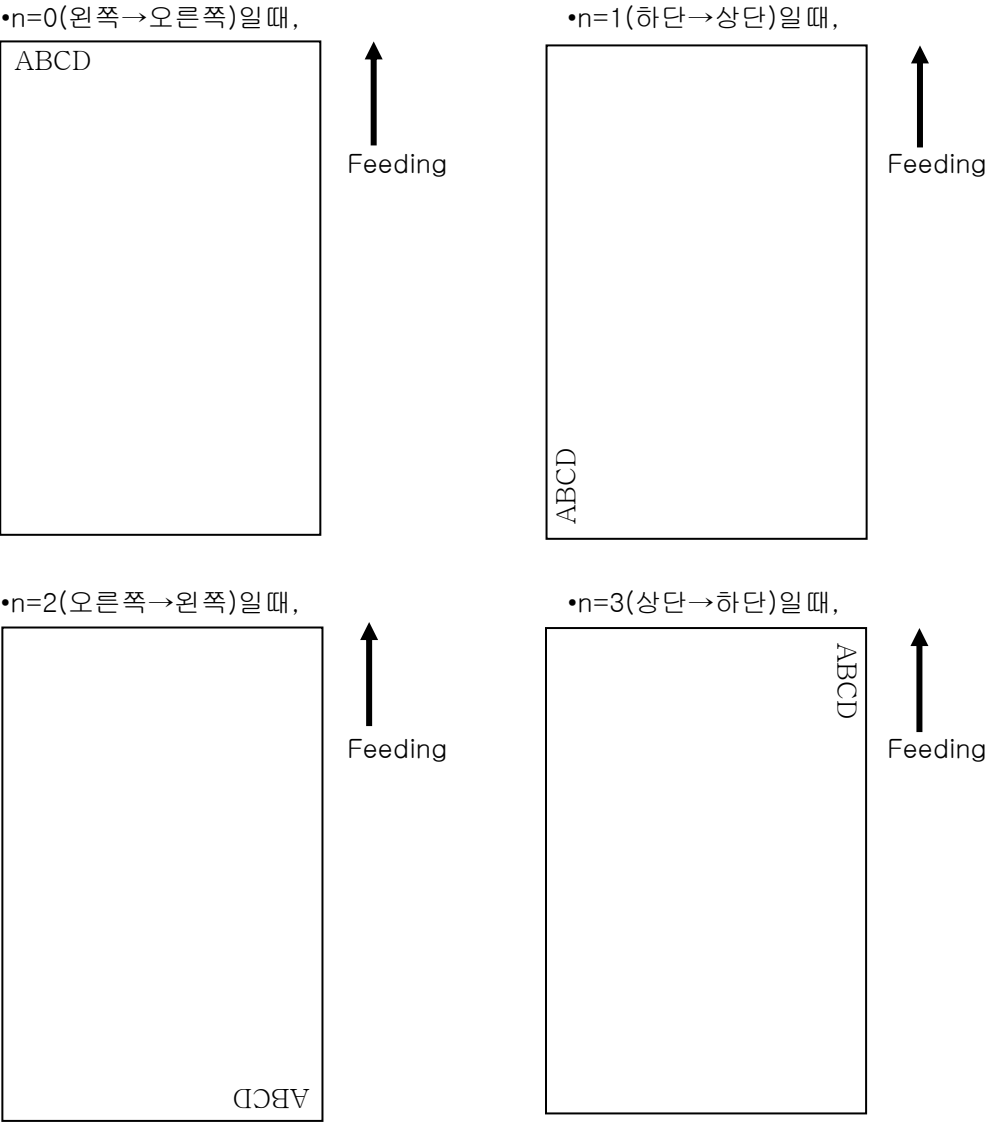 •n=0(왼쪽→오른쪽)일때,
ABCD
Feeding
•n=1(하단→상단)일때,
Feeding
ABCD
•n=2(오른쪽→왼쪽)일때,
Feeding
ABCD
•n=3(상단→하단)일때,
ABCD
Feeding